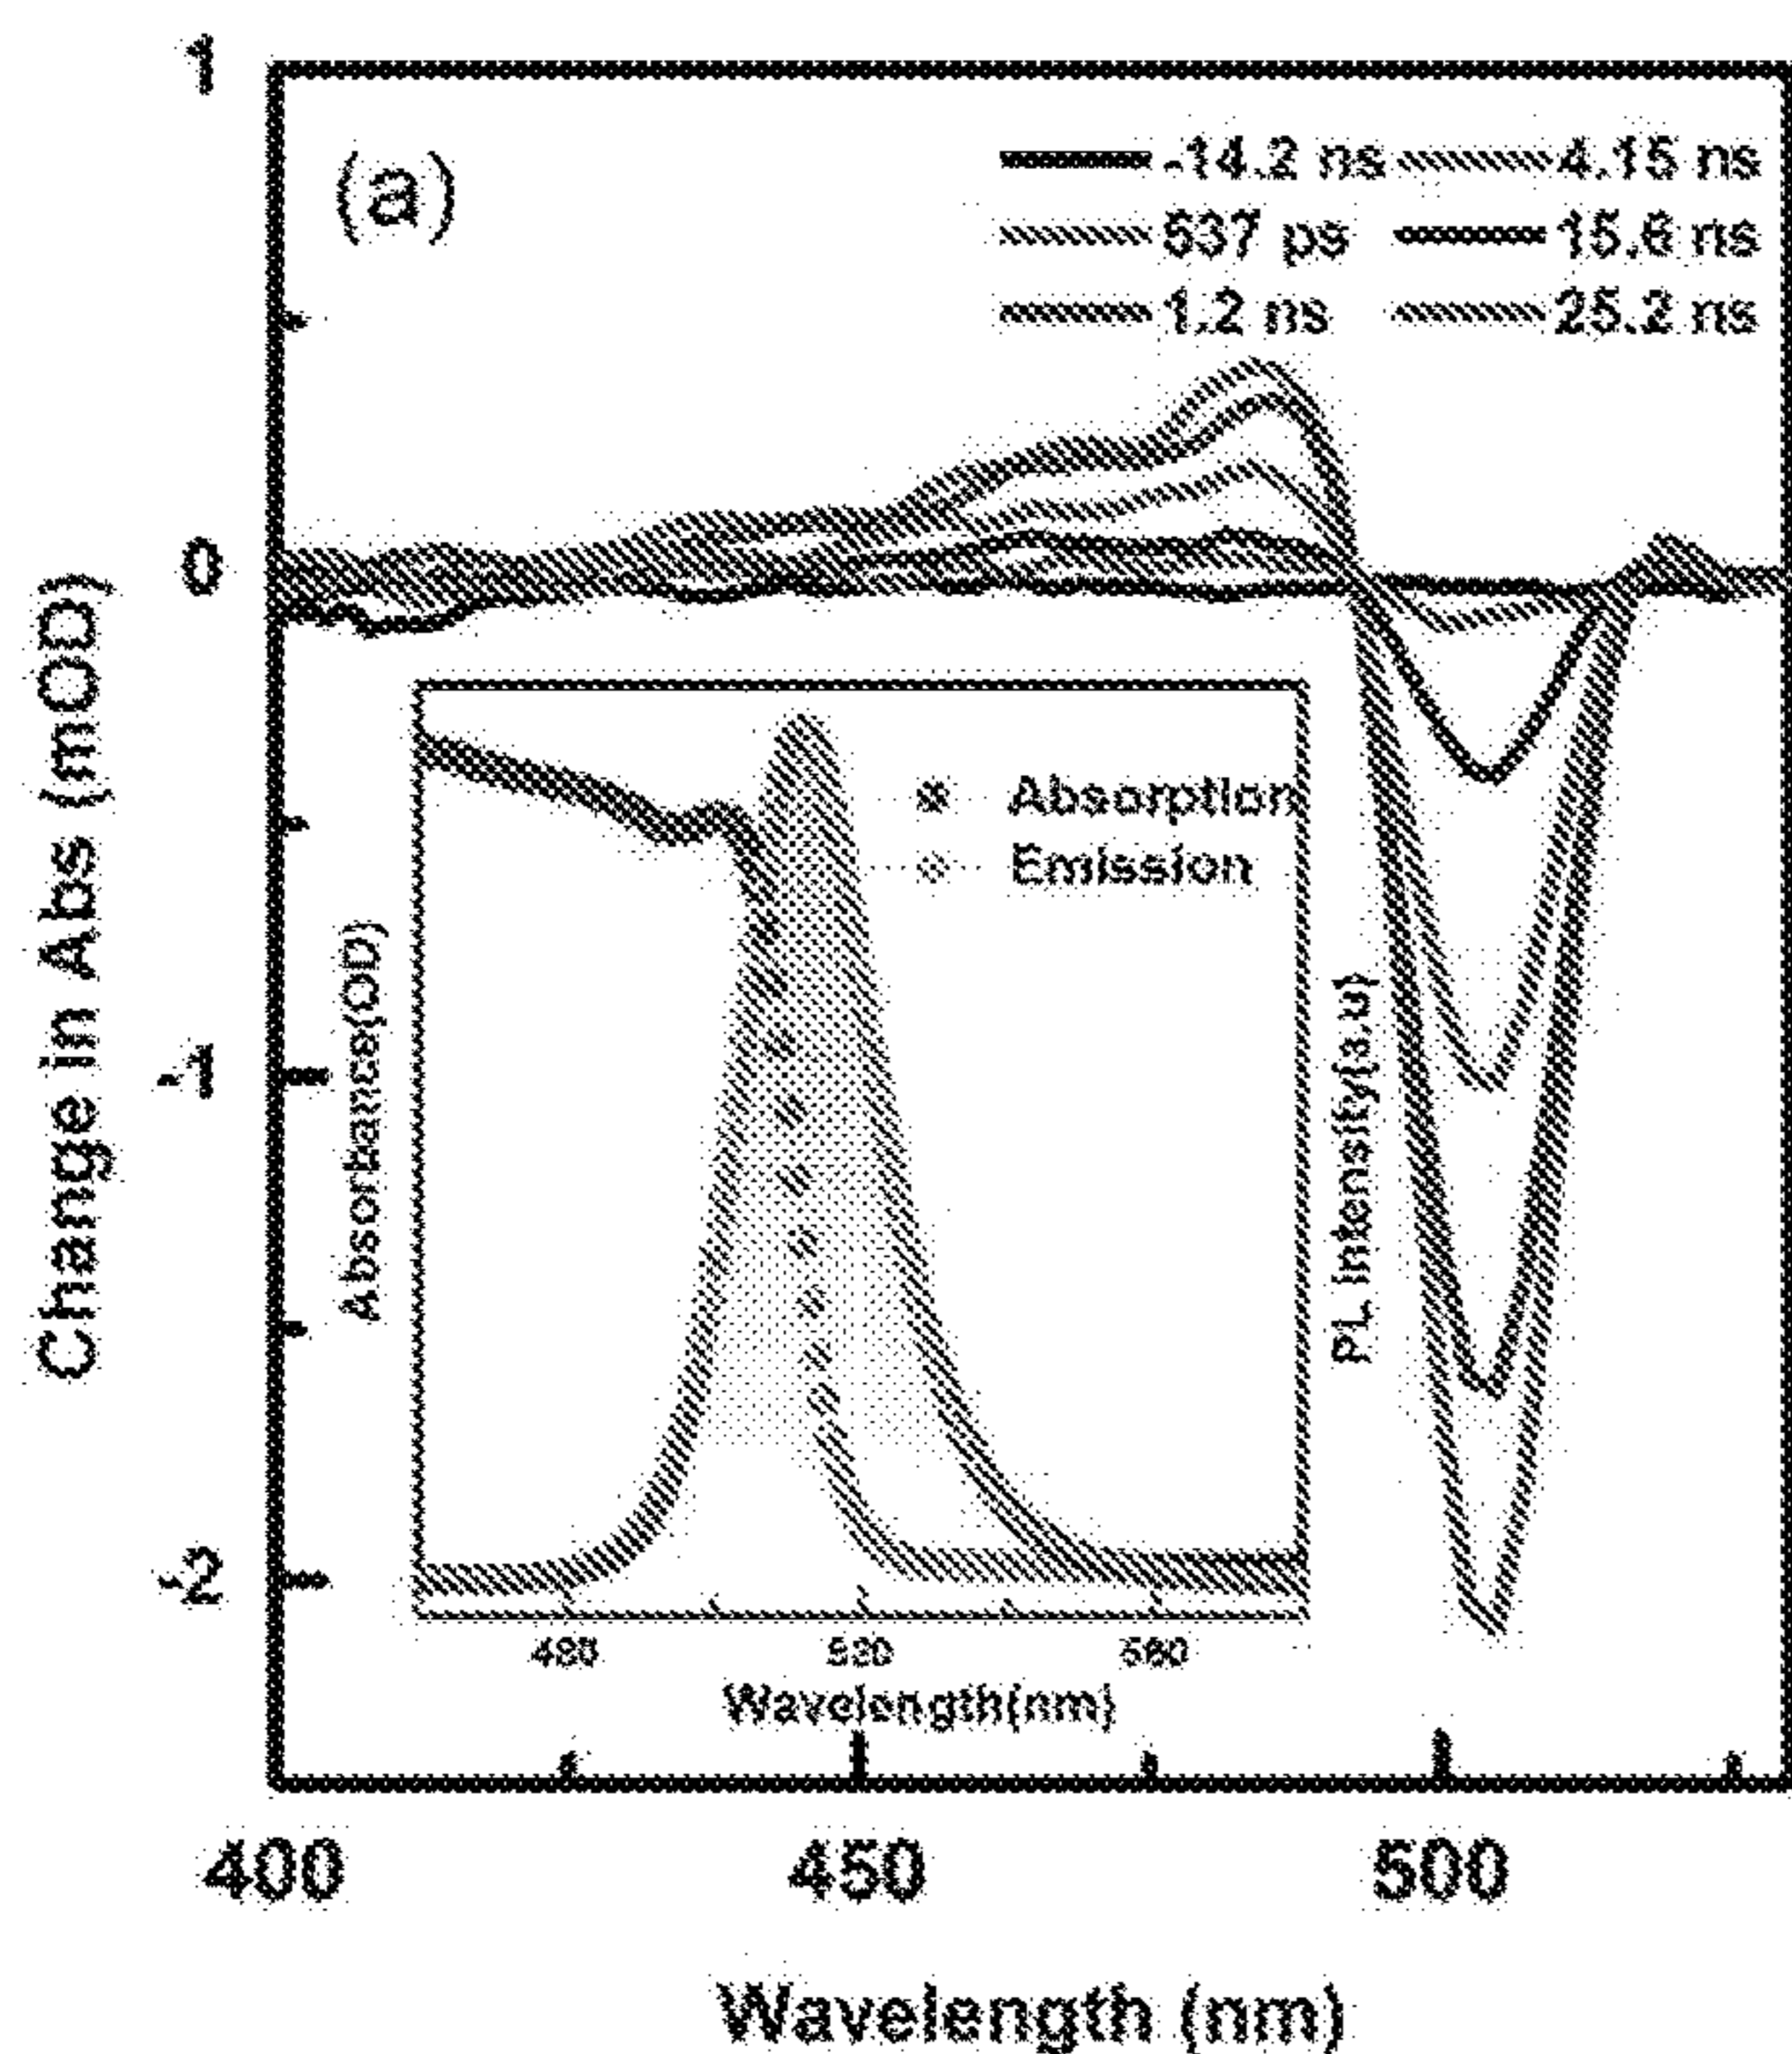 1
(a)
-14.2 ns 4.15 ns
537 ps 15.6 ns
1.2 ns 25.2 ns
0
-1
-2
Change in Abs (mOD)
Absorption
Emission
Absorbance(OD)
PL Intensity(a.u)
480 520 560
Wavelength(nm)
400 450 500
Wavelength (nm)